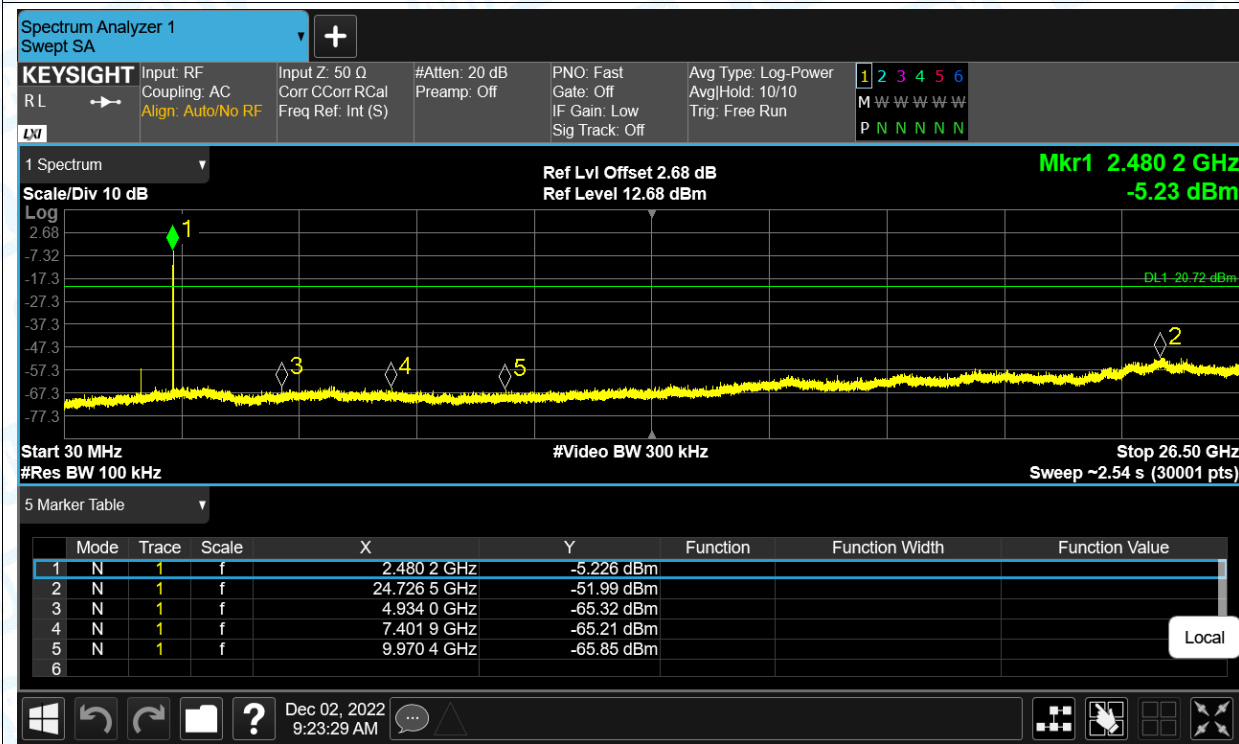 Spectrum Analyzer 1
Swept SA
KEYSIGHT
R L
LXI
Input: RF
Coupling: AC
Align: Auto/No RF
Input Z: 50 Ω
Corr CCorr RCal
Freq Ref: Int (S)
#Atten: 20 dB
Preamp: Off
PNO: Fast
Gate: Off
IF Gain: Low
Sig Track: Off
Avg Type: Log-Power
Avg|Hold: 10/10
Trig: Free Run
1 2 3 4 5 6
M W W W W W
P N N N N N
1 Spectrum
Scale/Div 10 dB
Ref Lvl Offset 2.68 dB
Ref Level 12.68 dBm
Mkr1 2.480 2 GHz
-5.23 dBm
Log
2.68
-7.32
-17.3
-27.3
-37.3
-47.3
-57.3
-67.3
-77.3
1
DL1 -20.72 dBm
2
3
4
5
Start 30 MHz
#Video BW 300 kHz
Stop 26.50 GHz
#Res BW 100 kHz
Sweep ~2.54 s (30001 pts)
5 Marker Table
Mode Trace Scale X Y Function Function Width Function Value
1 N 1 f 2.480 2 GHz -5.226 dBm
2 N 1 f 24.726 5 GHz -51.99 dBm
3 N 1 f 4.934 0 GHz -65.32 dBm
4 N 1 f 7.401 9 GHz -65.21 dBm
5 N 1 f 9.970 4 GHz -65.85 dBm
6
Local
?
Dec 02, 2022
9:23:29 AM